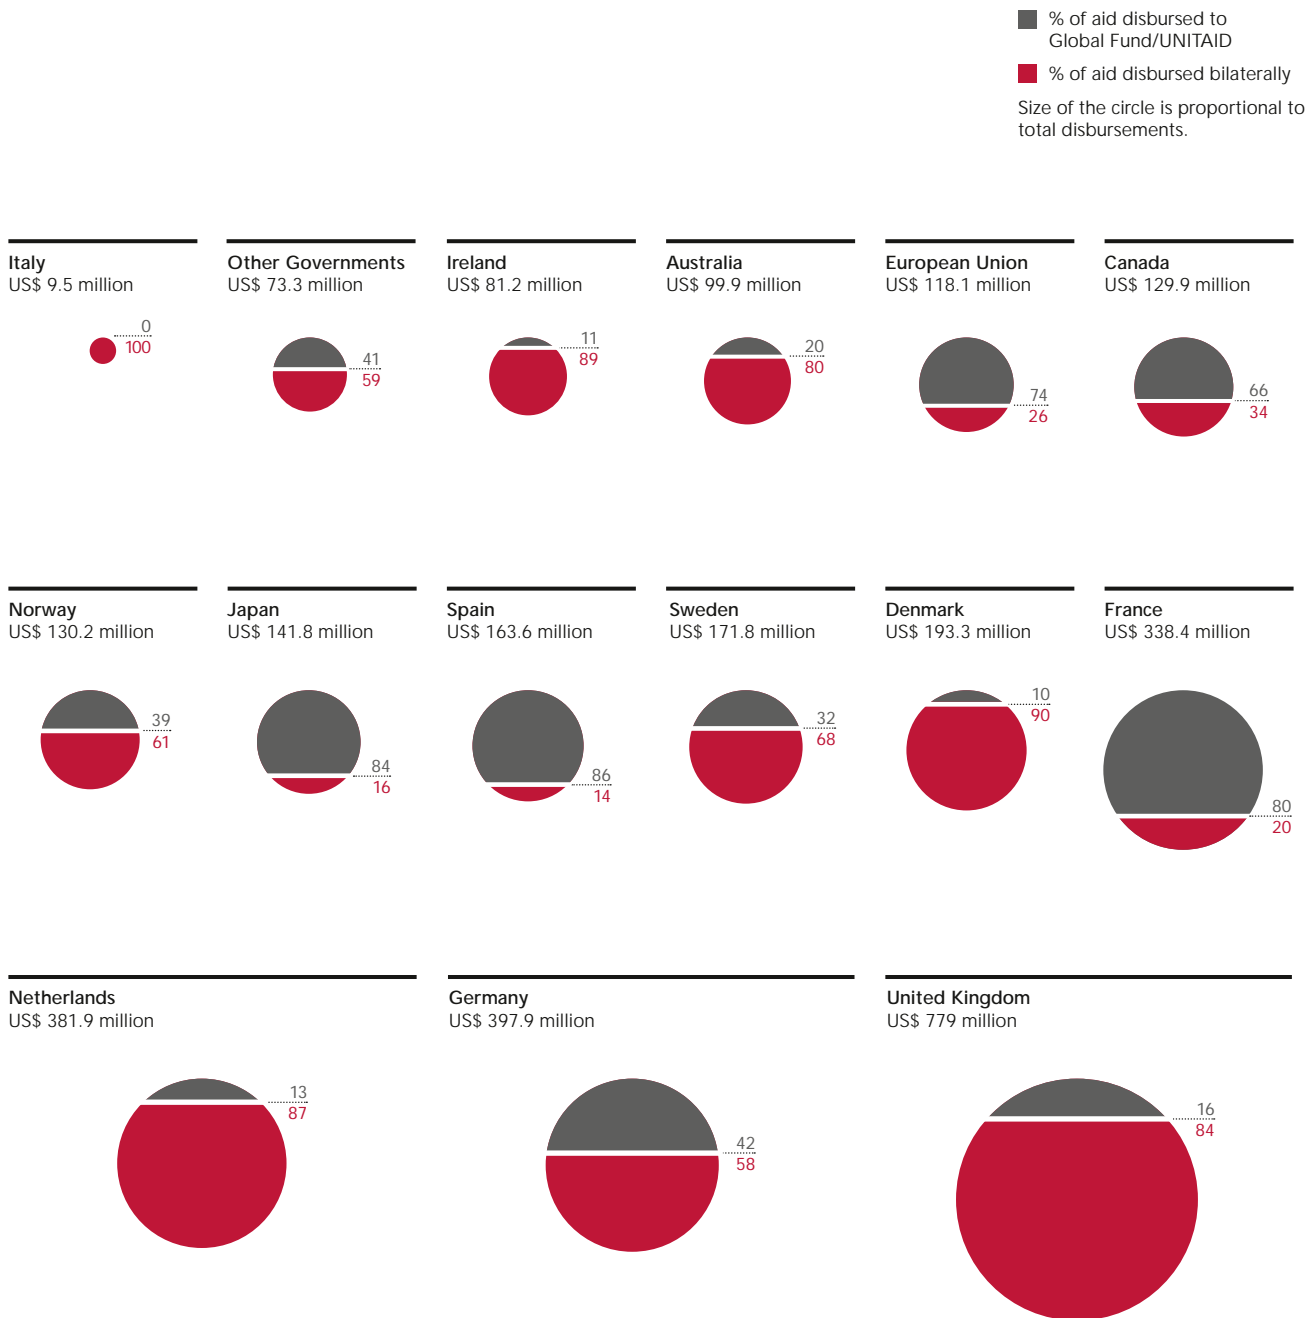 % of aid disbursed to
Global Fund/UNITAID
% of aid disbursed bilaterally
Size of the circle is proportional to
total disbursements.
Italy
US$ 9.5 million
0
100
Other Governments
US$ 73.3 million
41
59
Ireland
US$ 81.2 million
11
89
Australia
US$ 99.9 million
20
80
European Union
US$ 118.1 million
74
26
Canada
US$ 129.9 million
66
34
Norway
US$ 130.2 million
39
61
Japan
US$ 141.8 million
84
16
Spain
US$ 163.6 million
86
14
Sweden
US$ 171.8 million
32
68
Denmark
US$ 193.3 million
10
90
France
US$ 338.4 million
80
20
Netherlands
US$ 381.9 million
13
87
Germany
US$ 397.9 million
42
58
United Kingdom
US$ 779 million
16
84